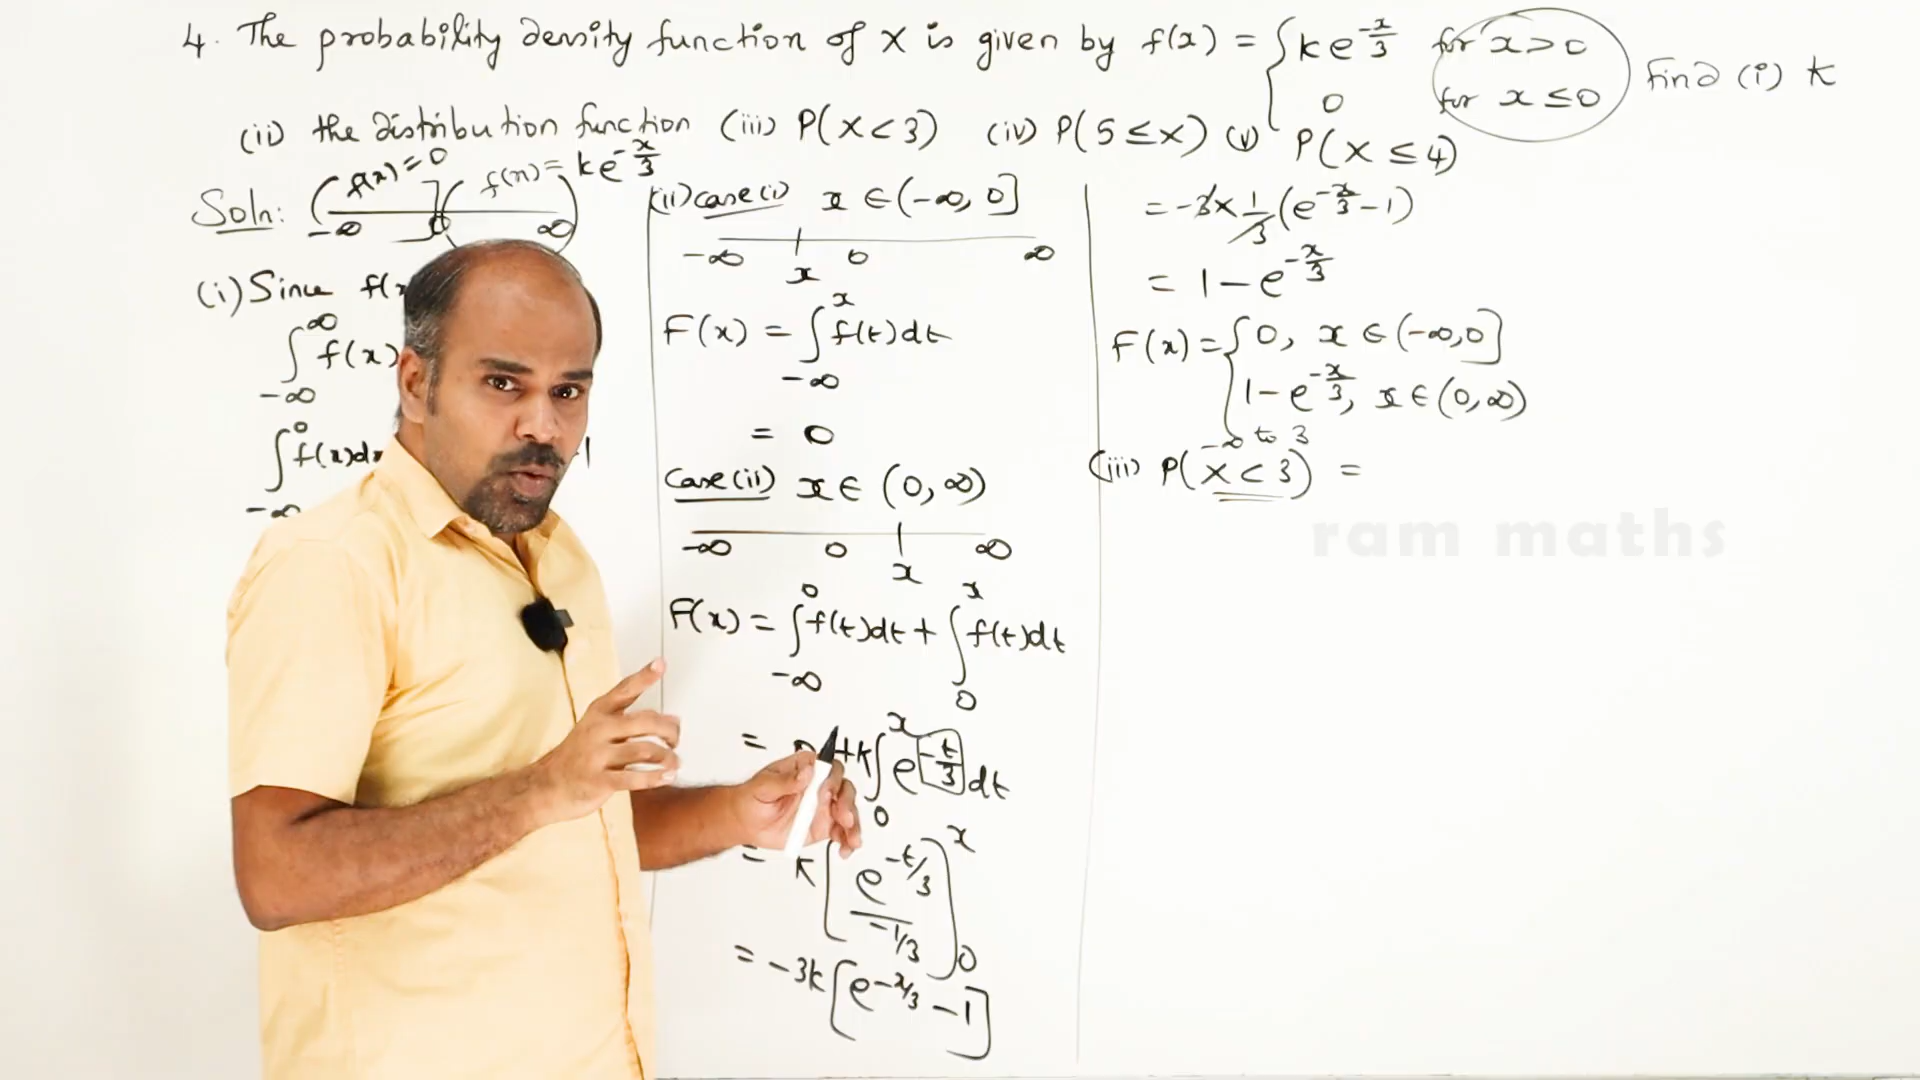 4. The probability density function of X is given by f(x) = { k e^{-x/3} for x > 0
0 for x ≤ 0
Find (i) k
(ii) the distribution function (iii) P(X < 3) (iv) P(5 ≤ X) (v) P(X ≤ 4)
Soln:
f(x) = 0
f(x) = k e^{-x/3}
-∞ 0 ∞
(i) Since f(x
∫_{-∞}^{∞} f(x)
∫_{-∞}^{0} f(x)dx
1
(ii) case (i) x ∈ (-∞, 0]
-∞ x 0 ∞
F(x) = ∫_{-∞}^{x} f(t)dt
= 0
Case (ii) x ∈ (0, ∞)
-∞ 0 x ∞
F(x) = ∫_{-∞}^{0} f(t)dt + ∫_{0}^{x} f(t)dt
= 0 + k ∫_{0}^{x} e^{-t/3} dt
= k [ e^{-t/3} / -1/3 ]_{0}^{x}
= -3k [ e^{-x/3} - 1 ]
= -3 × 1/3 (e^{-x/3} - 1)
= 1 - e^{-x/3}
F(x) = { 0, x ∈ (-∞, 0]
1 - e^{-x/3}, x ∈ (0, ∞)
-∞ to 3
(iii) P(X < 3) =
ram maths